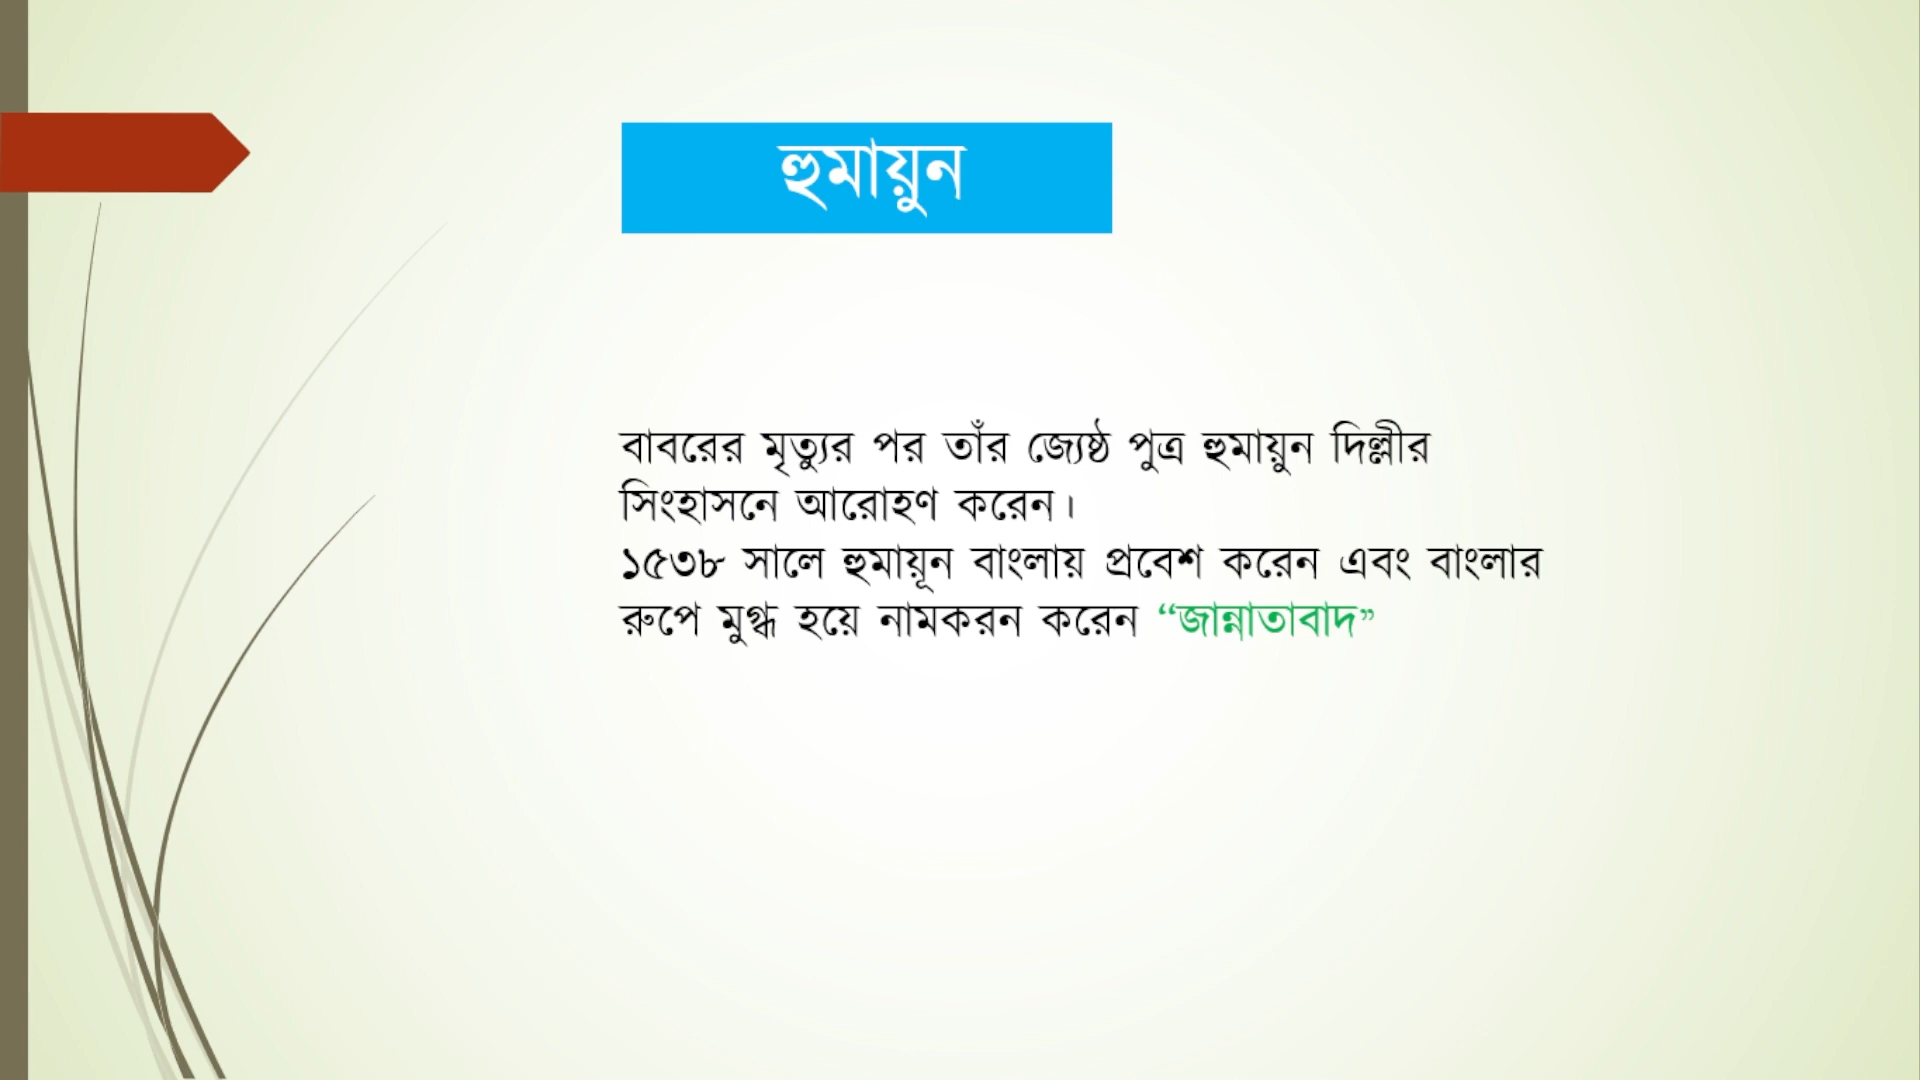 হুমায়ুন
বাবরের মৃত্যুর পর তাঁর জ্যেষ্ঠ পুত্র হুমায়ুন দিল্লীর
সিংহাসনে আরোহণ করেন।
১৫৩৮ সালে হুমায়ূন বাংলায় প্রবেশ করেন এবং বাংলার
রুপে মুগ্ধ হয়ে নামকরন করেন “জান্নাতাবাদ”